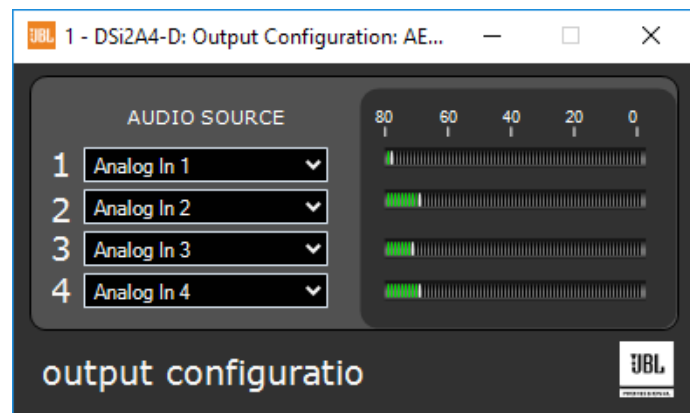 JBL 1 - DSi2A4-D: Output Configuration: AE...
AUDIO SOURCE
80 60 40 20 0
1 Analog In 1
2 Analog In 2
3 Analog In 3
4 Analog In 4
output configuratio
JBL
PROFESSIONAL